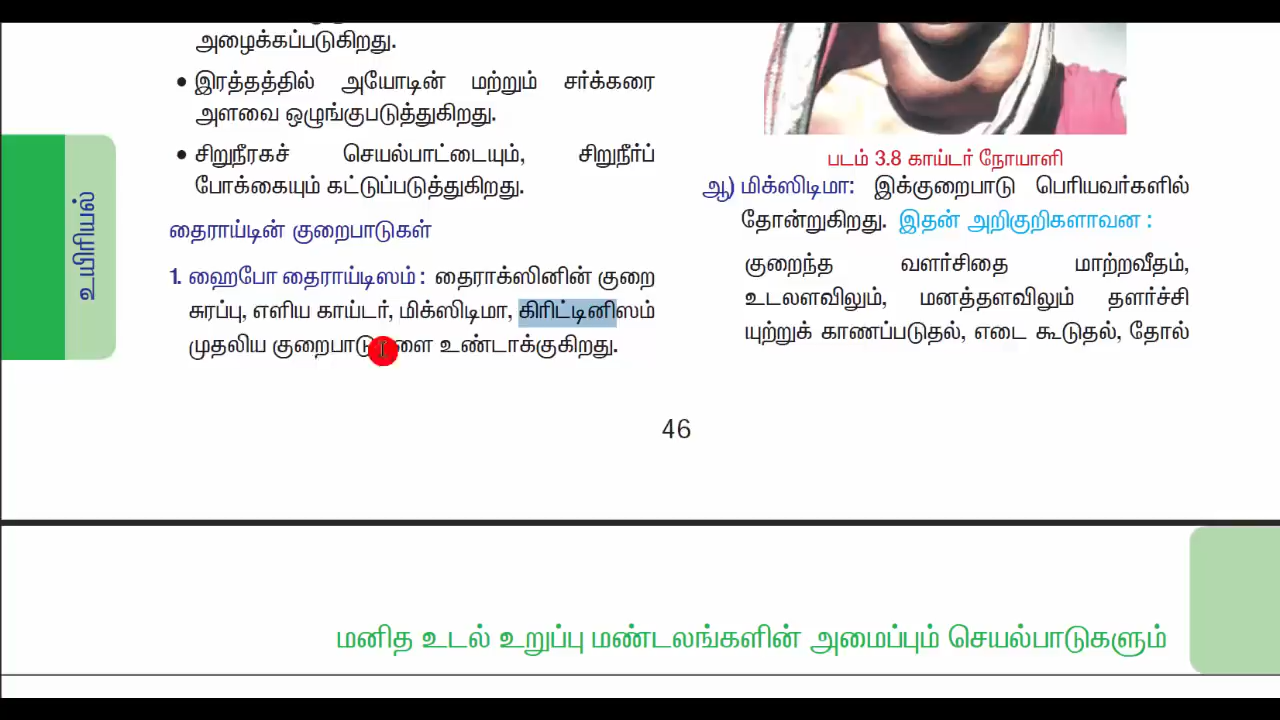 அழைக்கப்படுகிறது.
• இரத்தத்தில் அயோடின் மற்றும் சர்க்கரை
அளவை ஒழுங்குபடுத்துகிறது.
• சிறுநீரகச் செயல்பாட்டையும், சிறுநீர்ப்
போக்கையும் கட்டுப்படுத்துகிறது.
தைராய்டின் குறைபாடுகள்
1. ஹைபோ தைராய்டிஸம் : தைராக்ஸினின் குறை
சுரப்பு, எளிய காய்டர், மிக்ஸிடிமா, கிரிட்டினிஸம்
முதலிய குறைபாடுகளை உண்டாக்குகிறது.
உயிரியல்
படம் 3.8 காய்டர் நோயாளி
ஆ) மிக்ஸிடிமா: இக்குறைபாடு பெரியவர்களில்
தோன்றுகிறது. இதன் அறிகுறிகளாவன :
குறைந்த வளர்சிதை மாற்றவீதம்,
உடலளவிலும், மனத்தளவிலும் தளர்ச்சி
யுற்றுக் காணப்படுதல், எடை கூடுதல், தோல்
46
மனித உடல் உறுப்பு மண்டலங்களின் அமைப்பும் செயல்பாடுகளும்